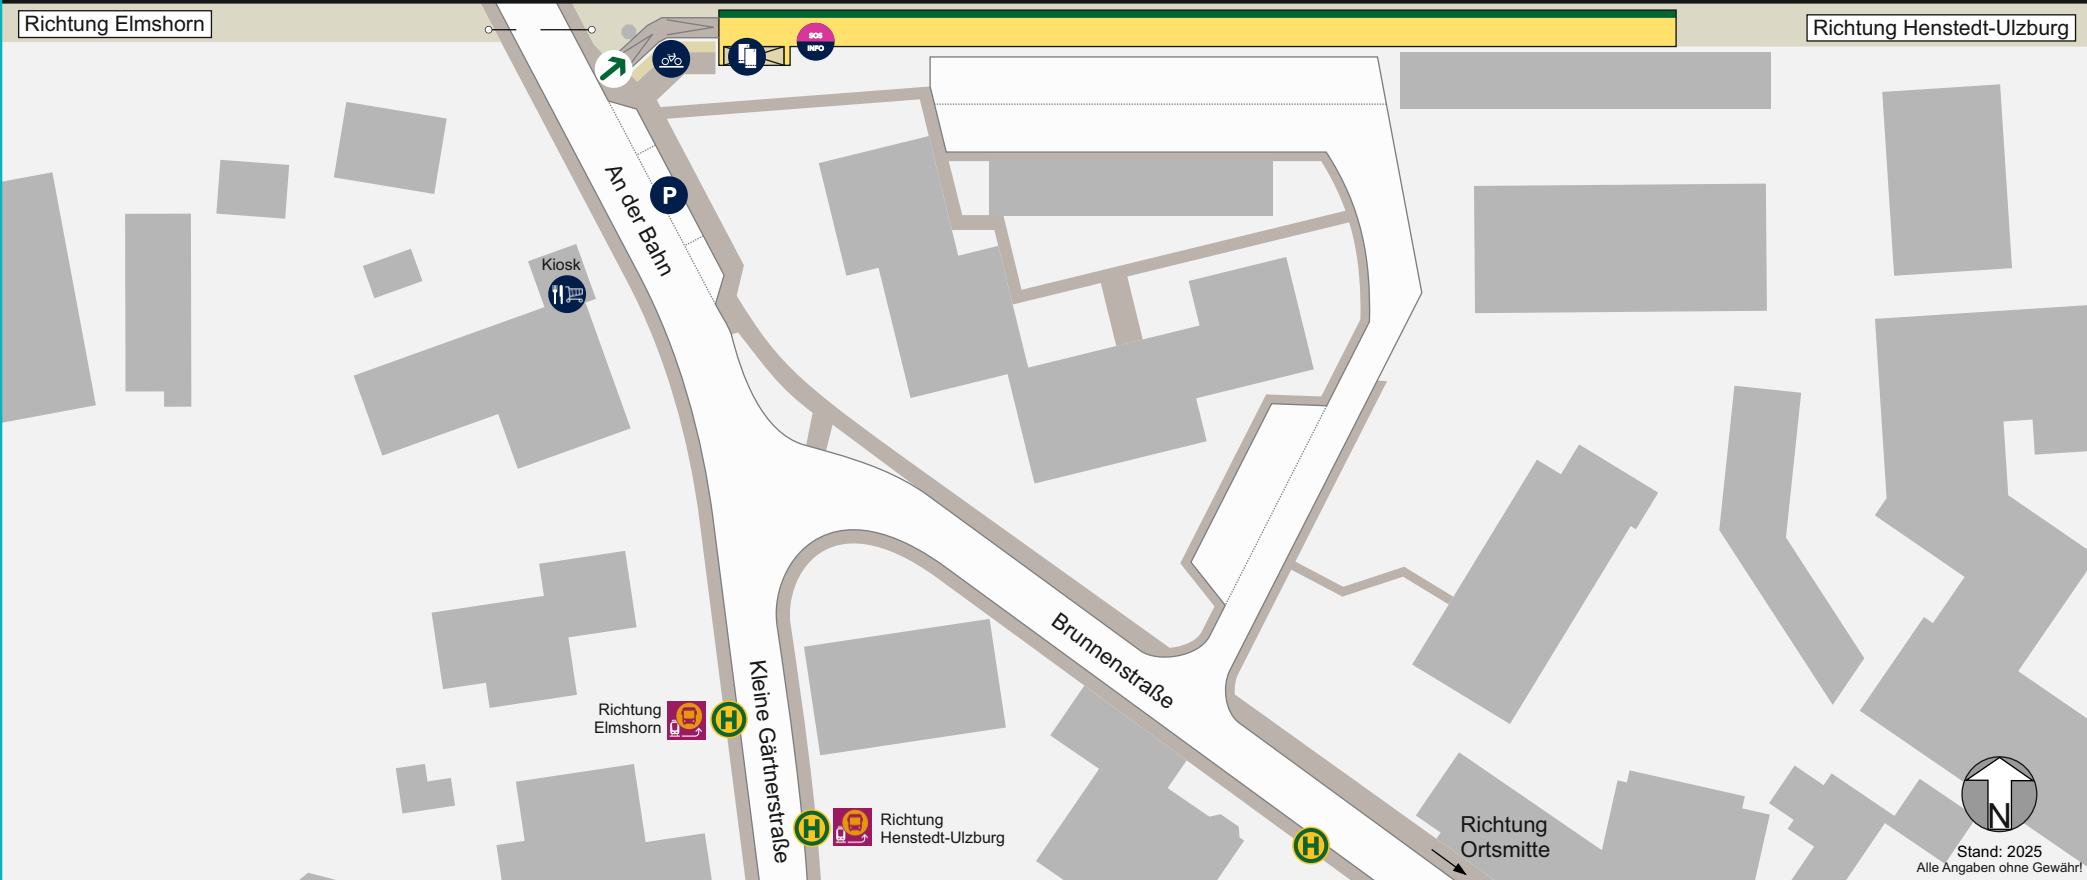 Richtung Elmshorn
Richtung Henstedt-Ulzburg
SOS
INFO
P
An der Bahn
Kiosk
Brunnenstraße
Kleine Gärtnerstraße
Richtung
Elmshorn
H
H
Richtung
Henstedt-Ulzburg
H
Richtung
Ortsmitte
N
Stand: 2025
Alle Angaben ohne Gewähr!